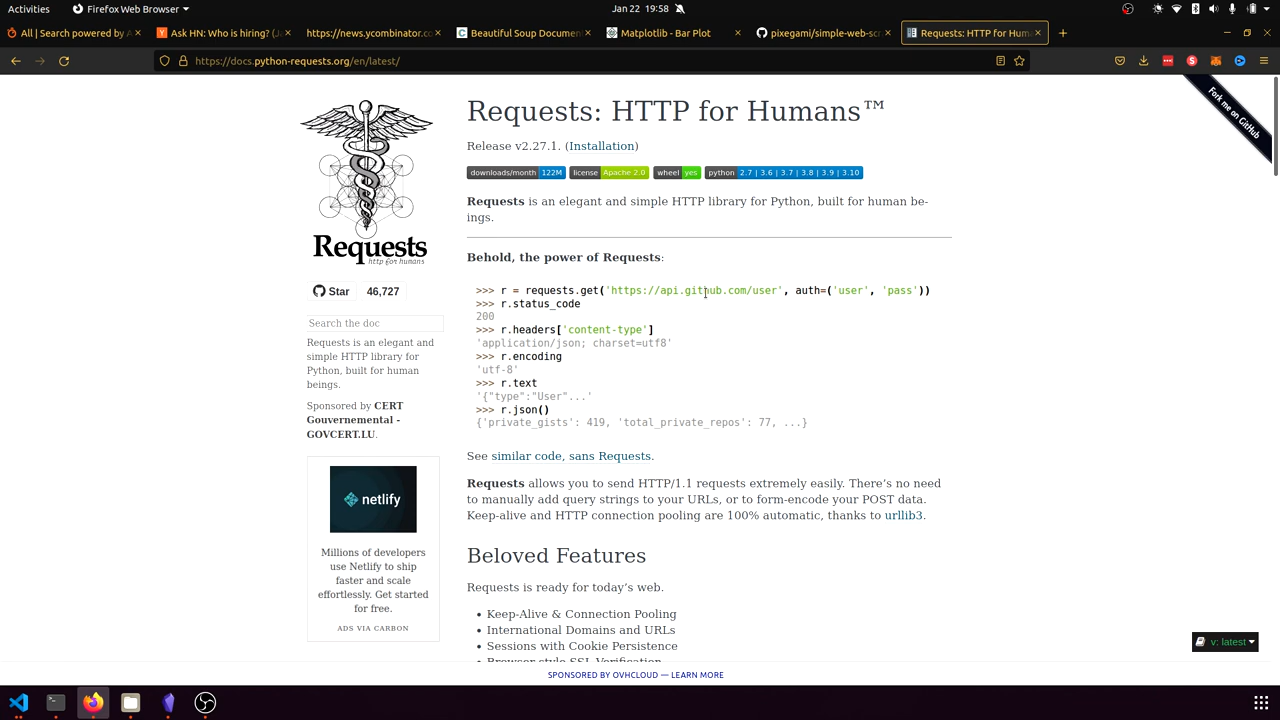 Activities
Firefox Web Browser
Jan 22 19:58
All | Search powered by A
Ask HN: Who is hiring? (Ja
https://news.ycombinator.co
Beautiful Soup Documen
Matplotlib - Bar Plot
pixegami/simple-web-scr
Requests: HTTP for Huma
https://docs.python-requests.org/en/latest/
Fork me on GitHub
Requests
http for humans
Star 46,727
Search the doc
Requests is an elegant and
simple HTTP library for
Python, built for human
beings.
Sponsored by CERT
Gouvernemental -
GOVCERT.LU.
netlify
Millions of developers
use Netlify to ship
faster and scale
effortlessly. Get started
for free.
ADS VIA CARBON
Requests: HTTP for Humans™
Release v2.27.1. (Installation)
downloads/month 122M license Apache 2.0 wheel yes python 2.7 | 3.6 | 3.7 | 3.8 | 3.9 | 3.10
Requests is an elegant and simple HTTP library for Python, built for human be-
ings.
Behold, the power of Requests:
>>> r = requests.get('https://api.github.com/user', auth=('user', 'pass'))
>>> r.status_code
200
>>> r.headers['content-type']
'application/json; charset=utf8'
>>> r.encoding
'utf-8'
>>> r.text
'{"type":"User"...'
>>> r.json()
{'private_gists': 419, 'total_private_repos': 77, ...}
See similar code, sans Requests.
Requests allows you to send HTTP/1.1 requests extremely easily. There’s no need
to manually add query strings to your URLs, or to form-encode your POST data.
Keep-alive and HTTP connection pooling are 100% automatic, thanks to urllib3.
Beloved Features
Requests is ready for today’s web.
• Keep-Alive & Connection Pooling
• International Domains and URLs
• Sessions with Cookie Persistence
• Browser-style SSL Verification
v: latest
SPONSORED BY OVHCLOUD — LEARN MORE